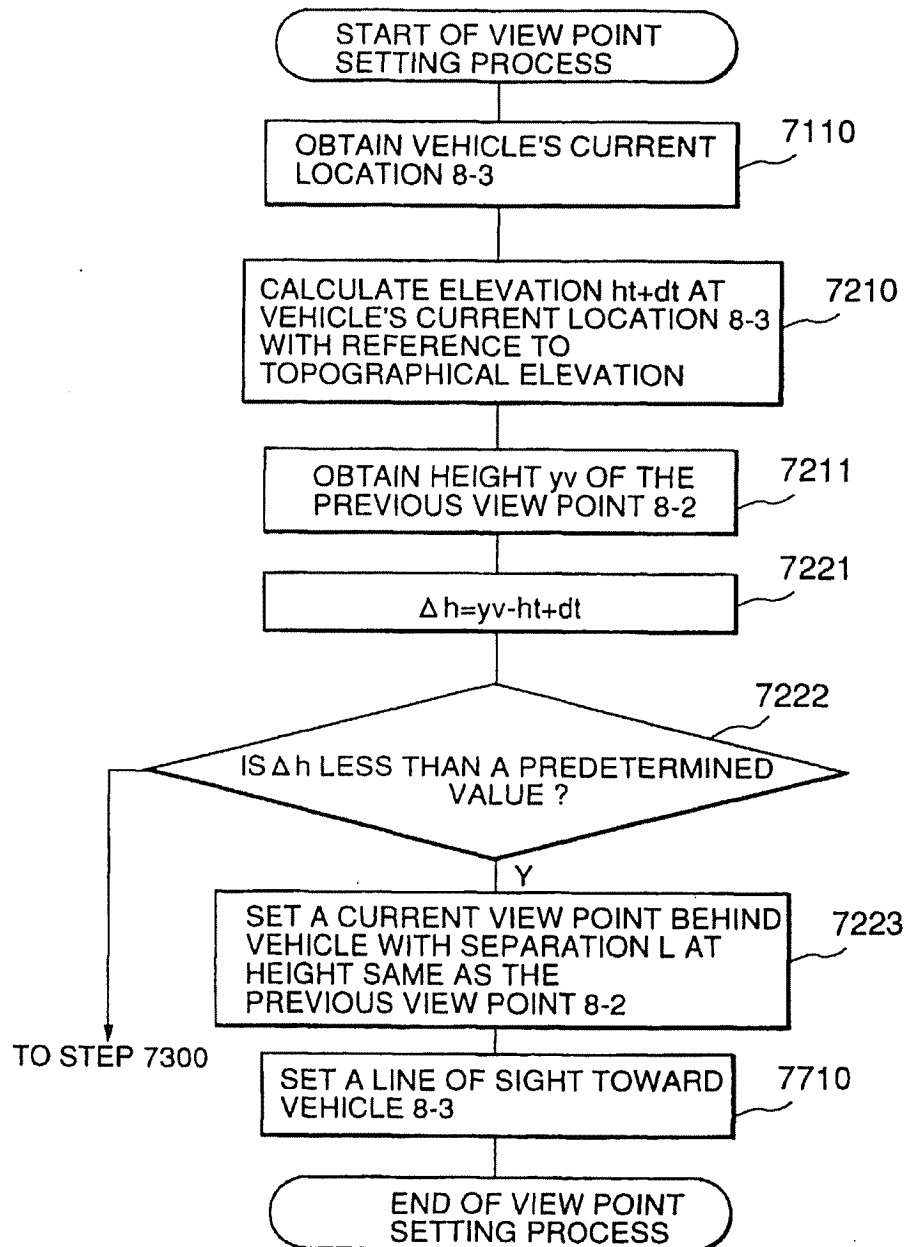 START OF VIEW POINT
SETTING PROCESS
7110
OBTAIN VEHICLE'S CURRENT
LOCATION 8-3
7210
CALCULATE ELEVATION ht+dt AT
VEHICLE'S CURRENT LOCATION 8-3
WITH REFERENCE TO
TOPOGRAPHICAL ELEVATION
7211
OBTAIN HEIGHT yv OF THE
PREVIOUS VIEW POINT 8-2
7221
Δh=yv-ht+dt
7222
IS Δh LESS THAN A PREDETERMINED
VALUE ?
Y
7223
SET A CURRENT VIEW POINT BEHIND
VEHICLE WITH SEPARATION L AT
HEIGHT SAME AS THE
PREVIOUS VIEW POINT 8-2
TO STEP 7300
7710
SET A LINE OF SIGHT TOWARD
VEHICLE 8-3
END OF VIEW POINT
SETTING PROCESS